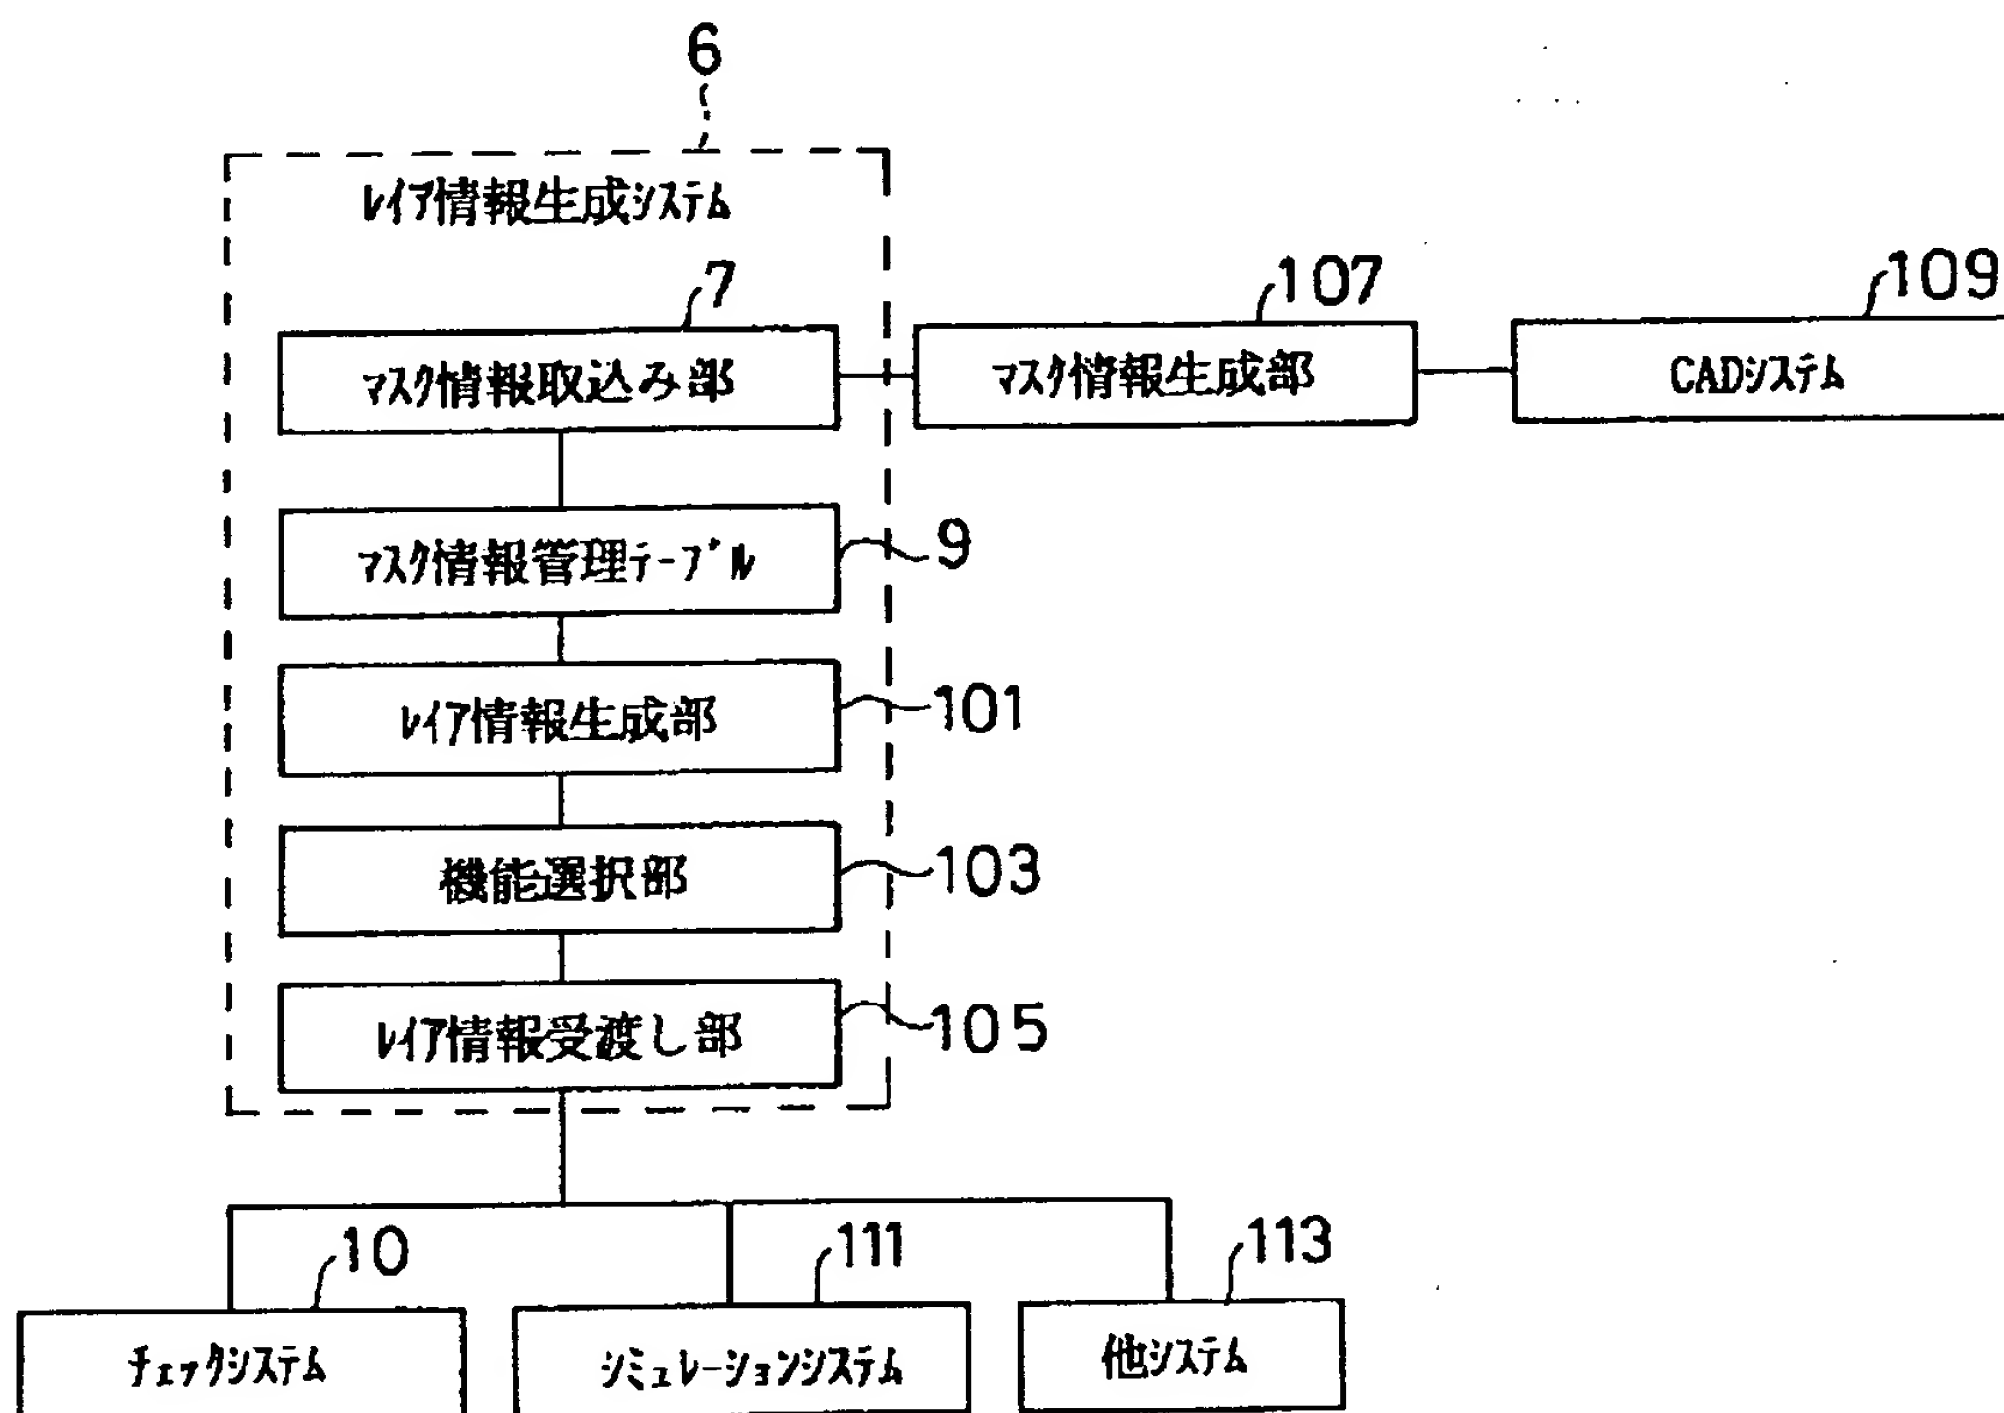 6
レイア情報生成システム
7
107
109
マスク情報取込み部
マスク情報生成部
CADシステム
マスク情報管理テーブル
9
レイア情報生成部
101
機能選択部
103
レイア情報受渡し部
105
10
111
113
チェックシステム
シミュレーションシステム
他システム